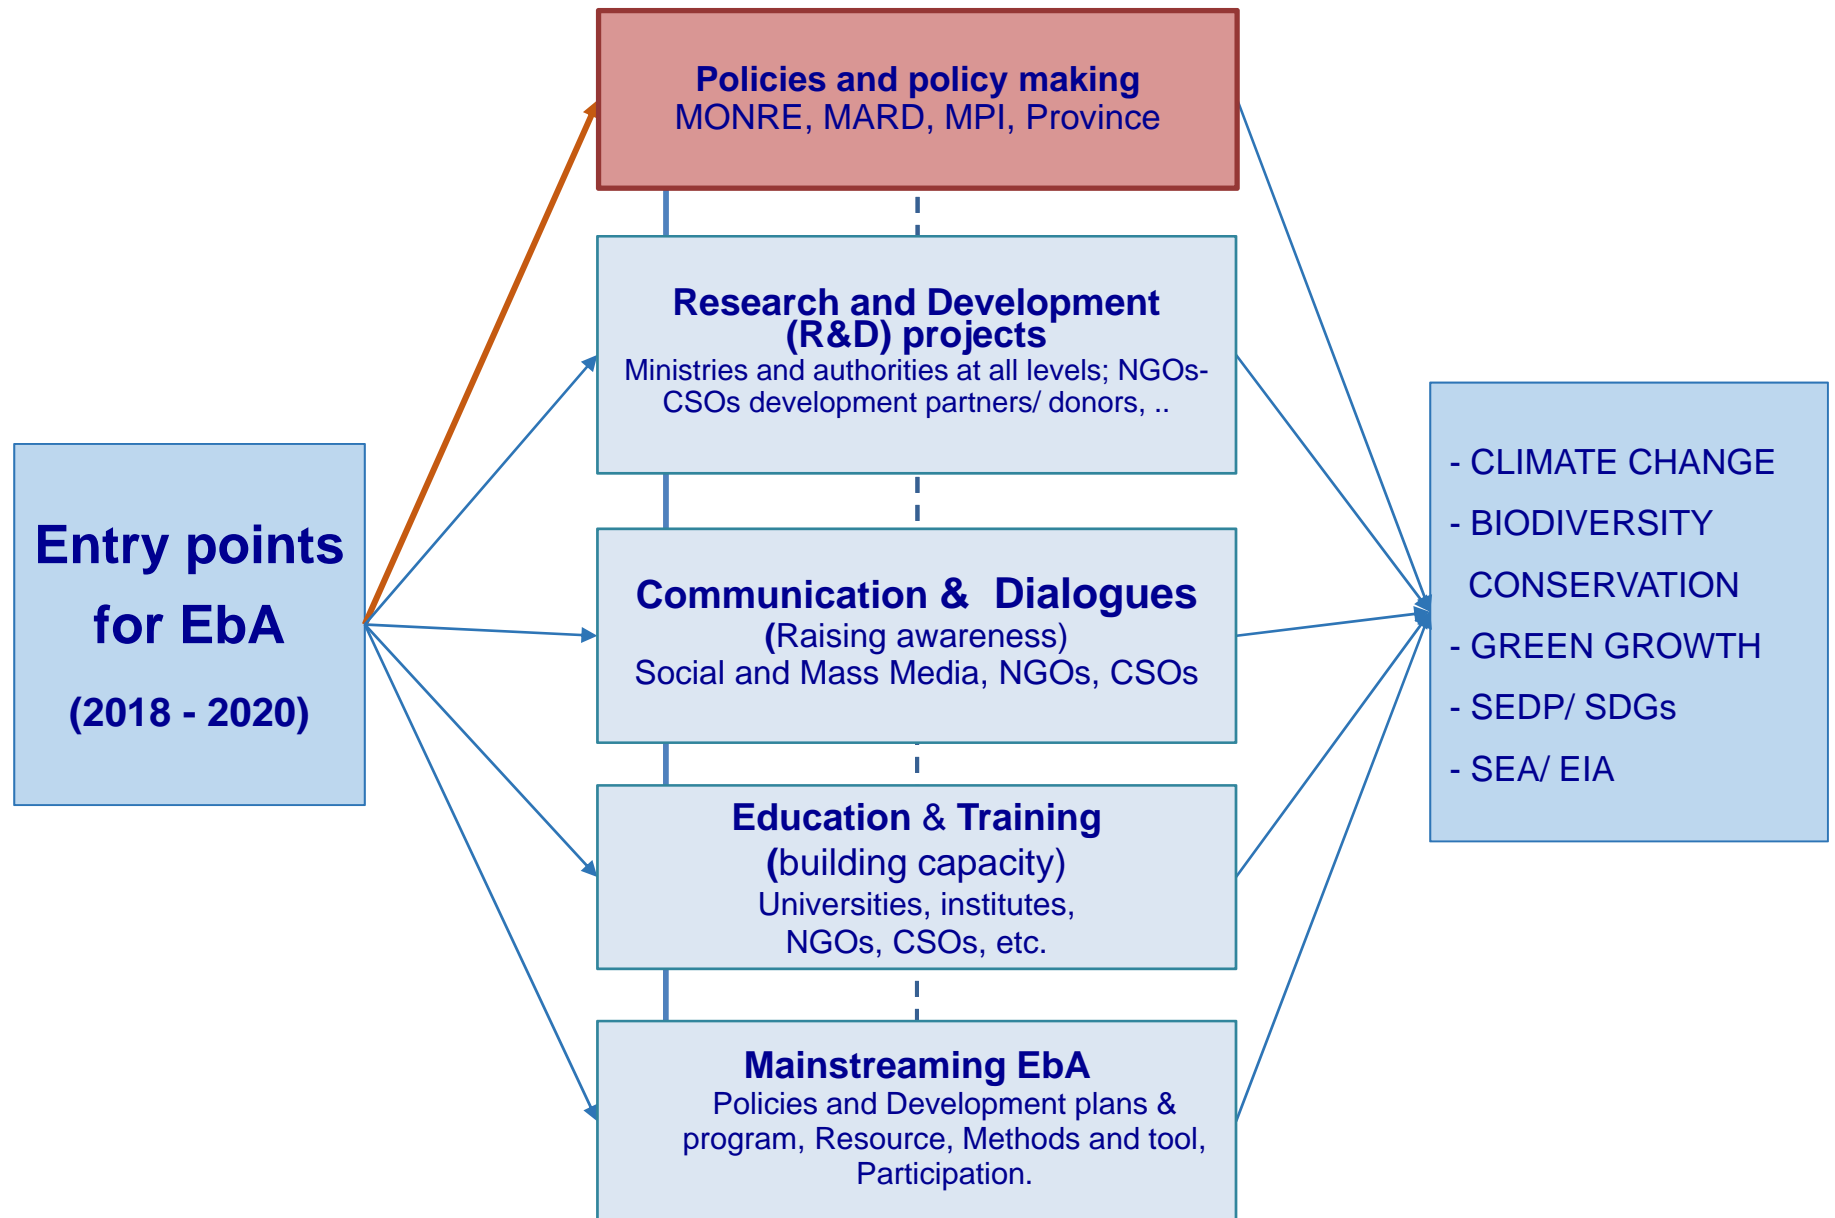 Policies and policy making
MONRE, MARD, MPI, Province
Research and Development
(R&D) projects
Ministries and authorities at all levels; NGOs-
CSOs development partners/ donors, ..
Entry points
for EbA
(2018 - 2020)
Communication & Dialogues
(Raising awareness)
Social and Mass Media, NGOs, CSOs
Education & Training
(building capacity)
Universities, institutes,
NGOs, CSOs, etc.
Mainstreaming EbA
Policies and Development plans &
program, Resource, Methods and tool,
Participation.
- CLIMATE CHANGE
- BIODIVERSITY
CONSERVATION
- GREEN GROWTH
- SEDP/ SDGs
- SEA/ EIA